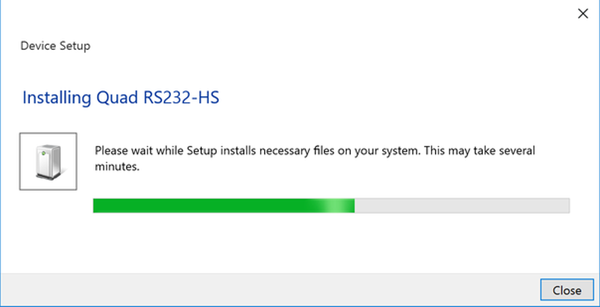 Device Setup
Installing Quad RS232-HS
Please wait while Setup installs necessary files on your system. This may take several
minutes.
Close